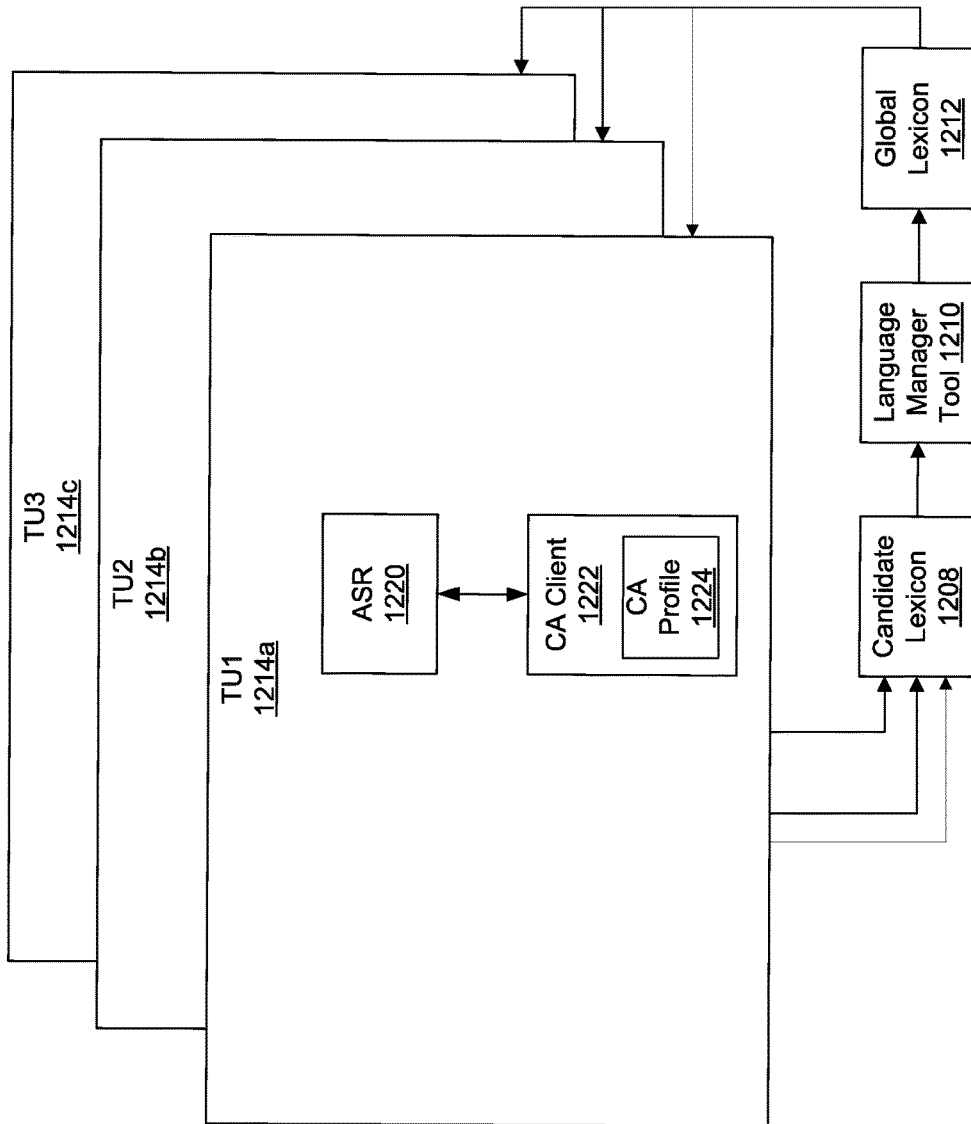 TU3
1214c
TU2
1214b
TU1
1214a
ASR
1220
CA Client
1222
CA
Profile
1224
Candidate
Lexicon
1208
Language
Manager
Tool 1210
Global
Lexicon
1212